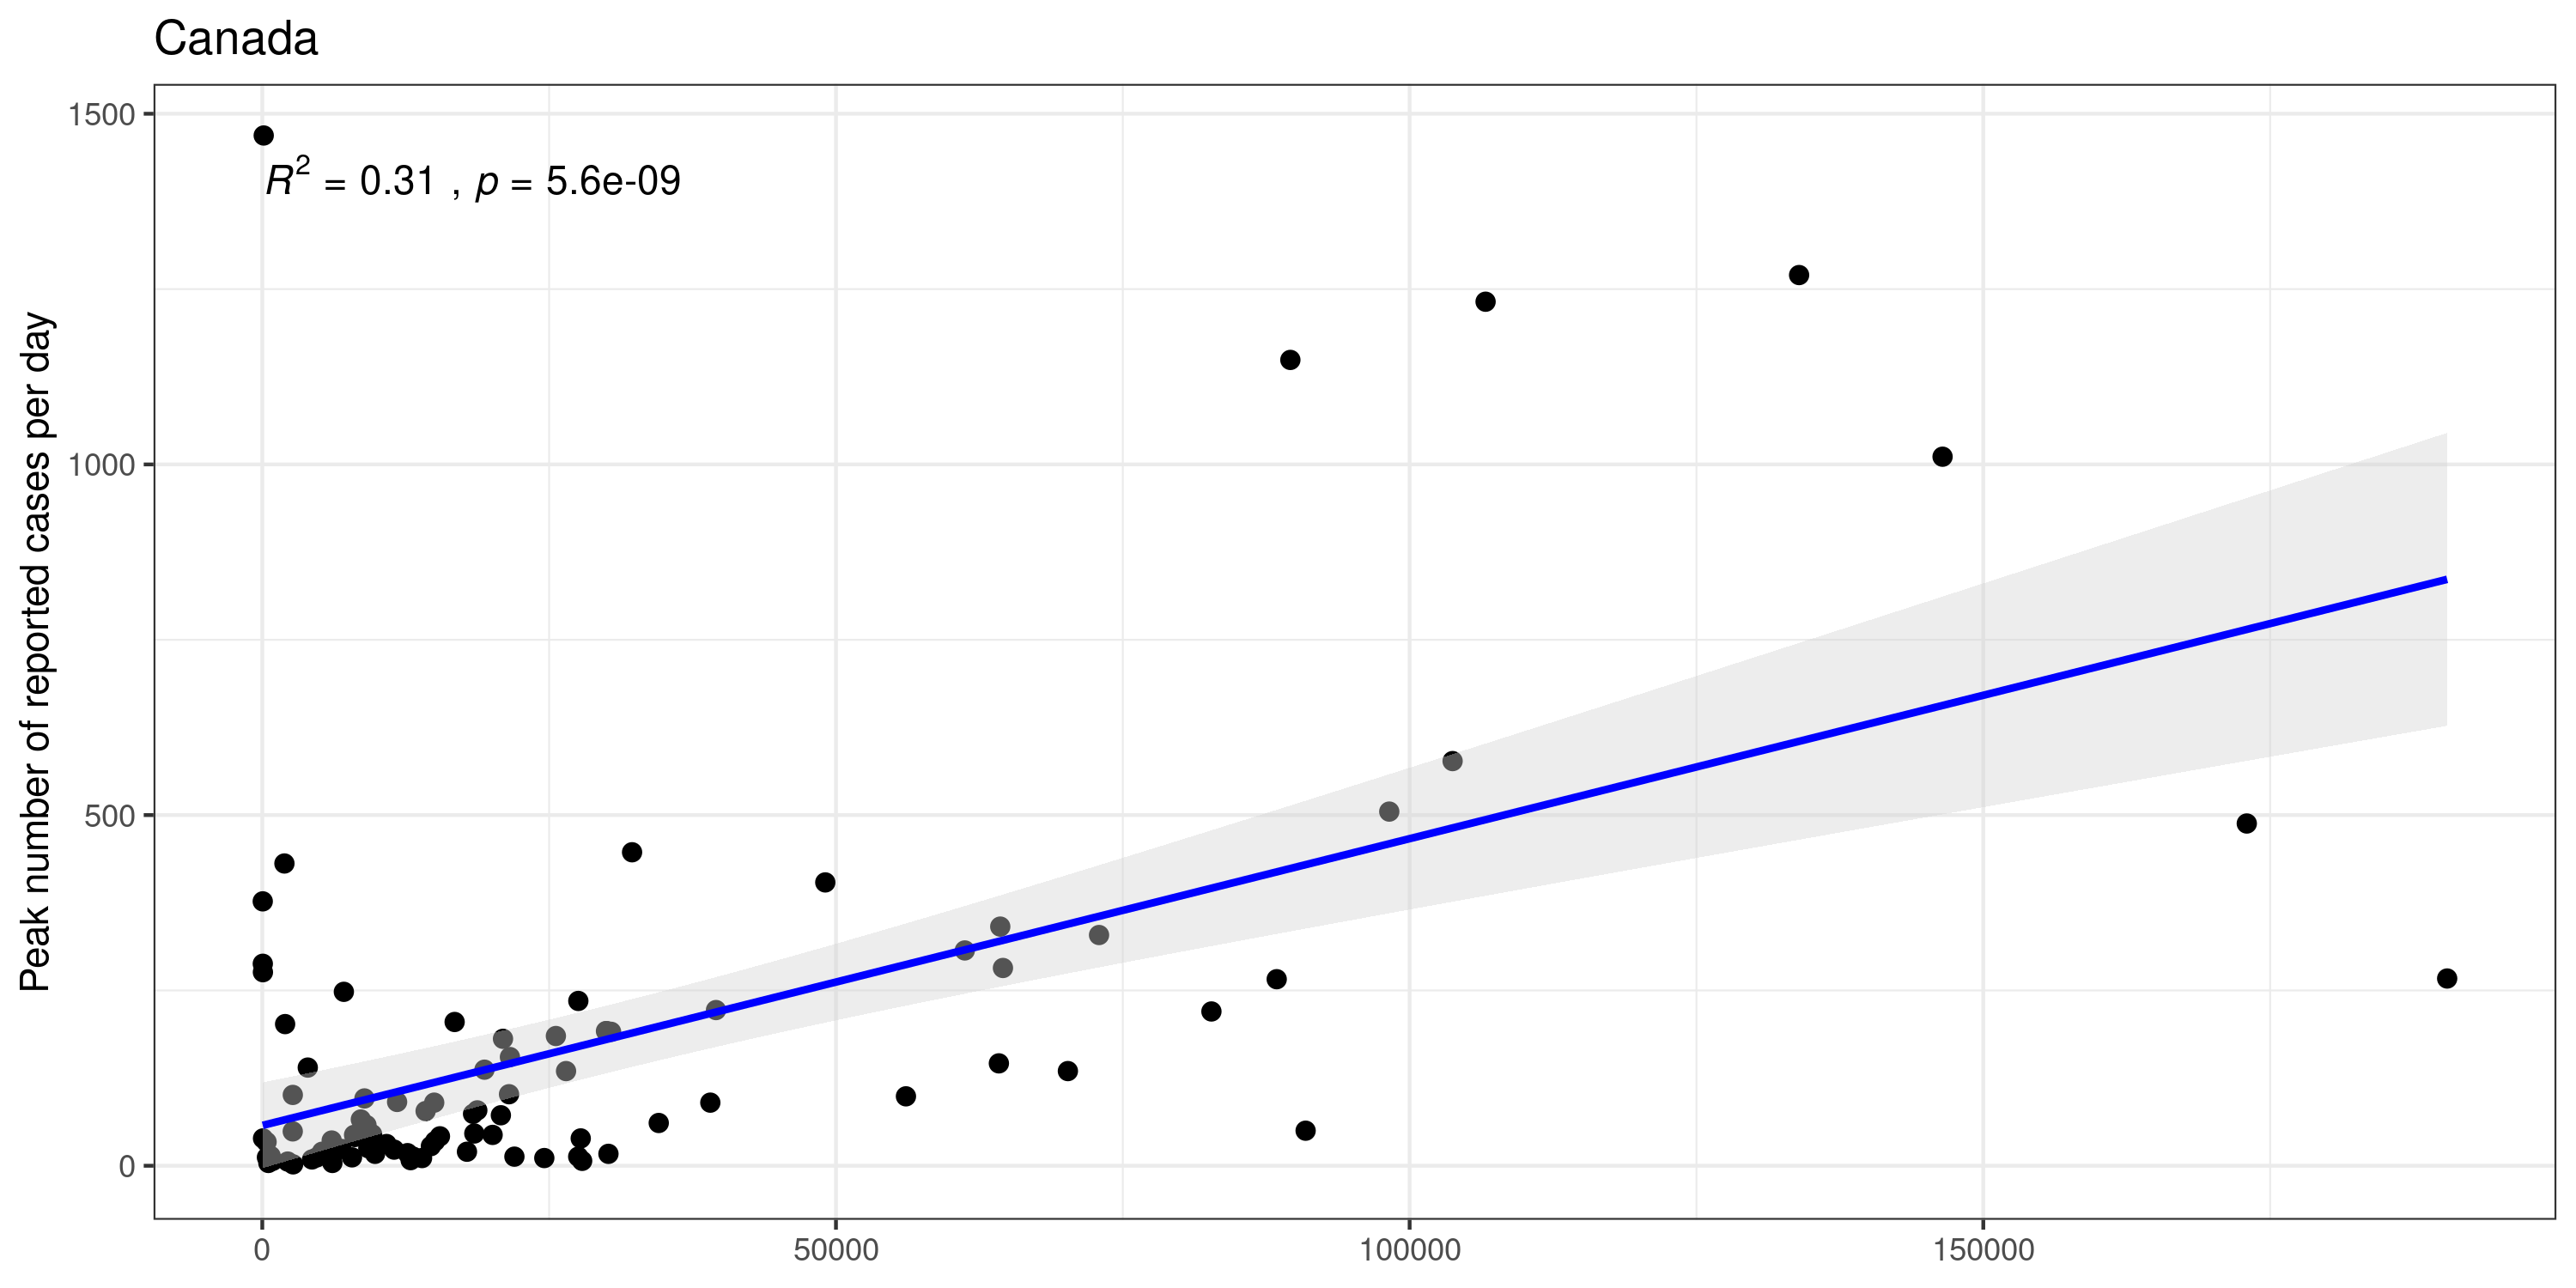 Canada
1500
R2 = 0.31 , p = 5.6e-09
1000
500
0
Peak number of reported cases per day
0 50000 100000 150000